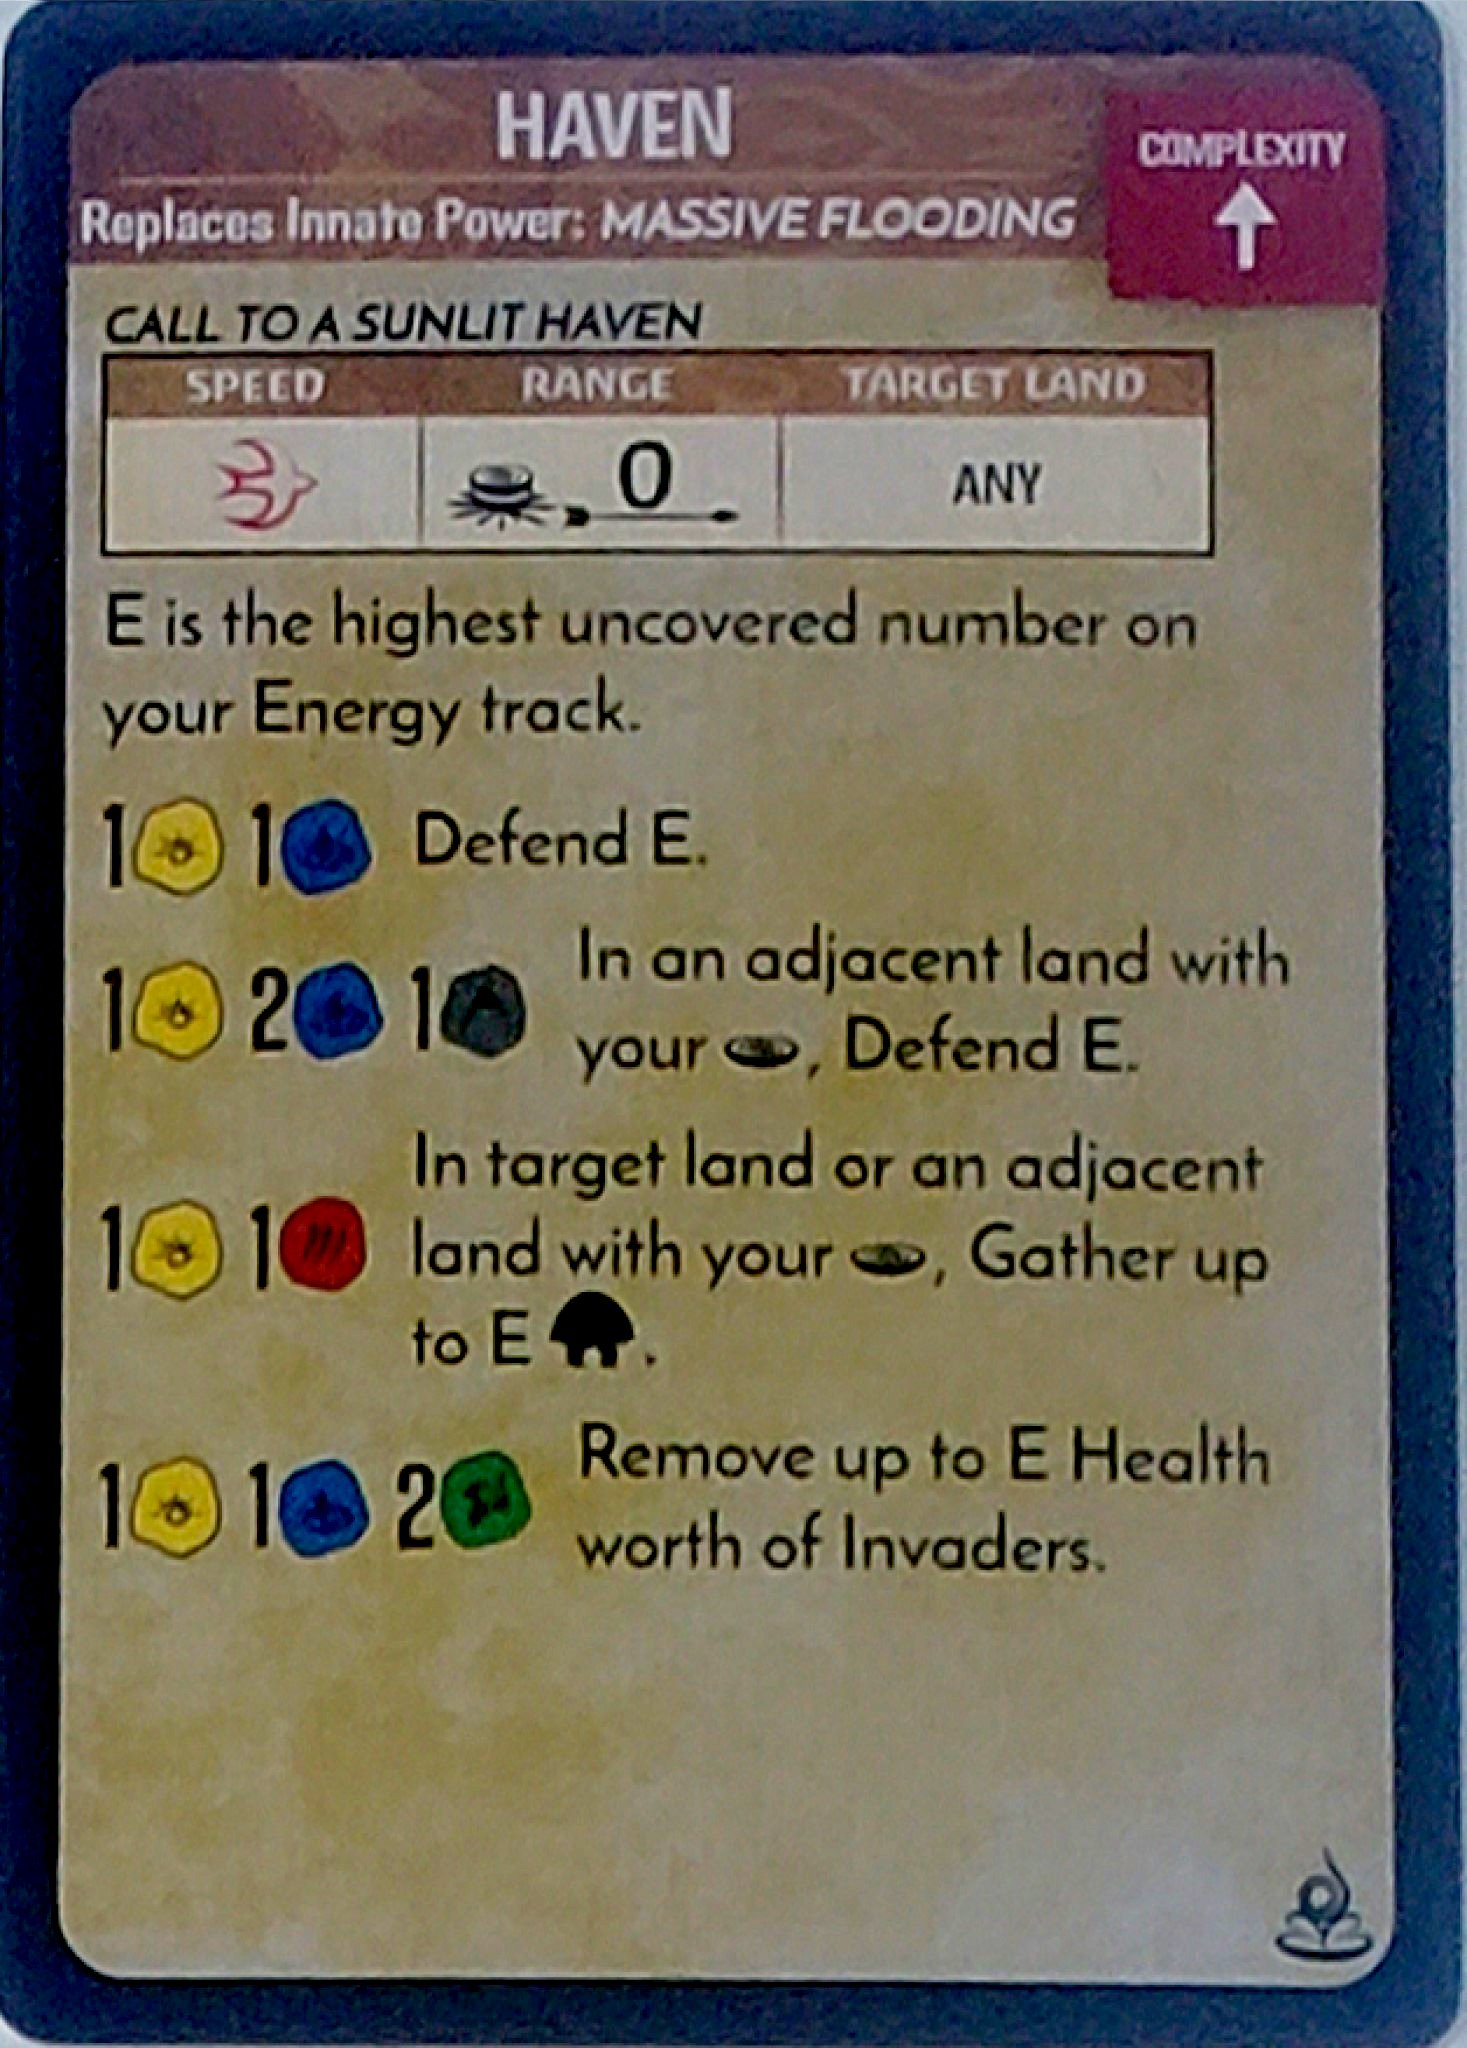 HAVEN
COMPLEXITY
Replaces Innate Power: MASSIVE FLOODING
CALL TO A SUNLIT HAVEN
SPEED RANGE TARGET LAND
0 ANY
E is the highest uncovered number on
your Energy track.
1 1 Defend E.
In an adjacent land with
1 2 1
your , Defend E.
In target land or an adjacent
1 1 land with your , Gather up
to E .
Remove up to E Health
1 1 2
worth of Invaders.